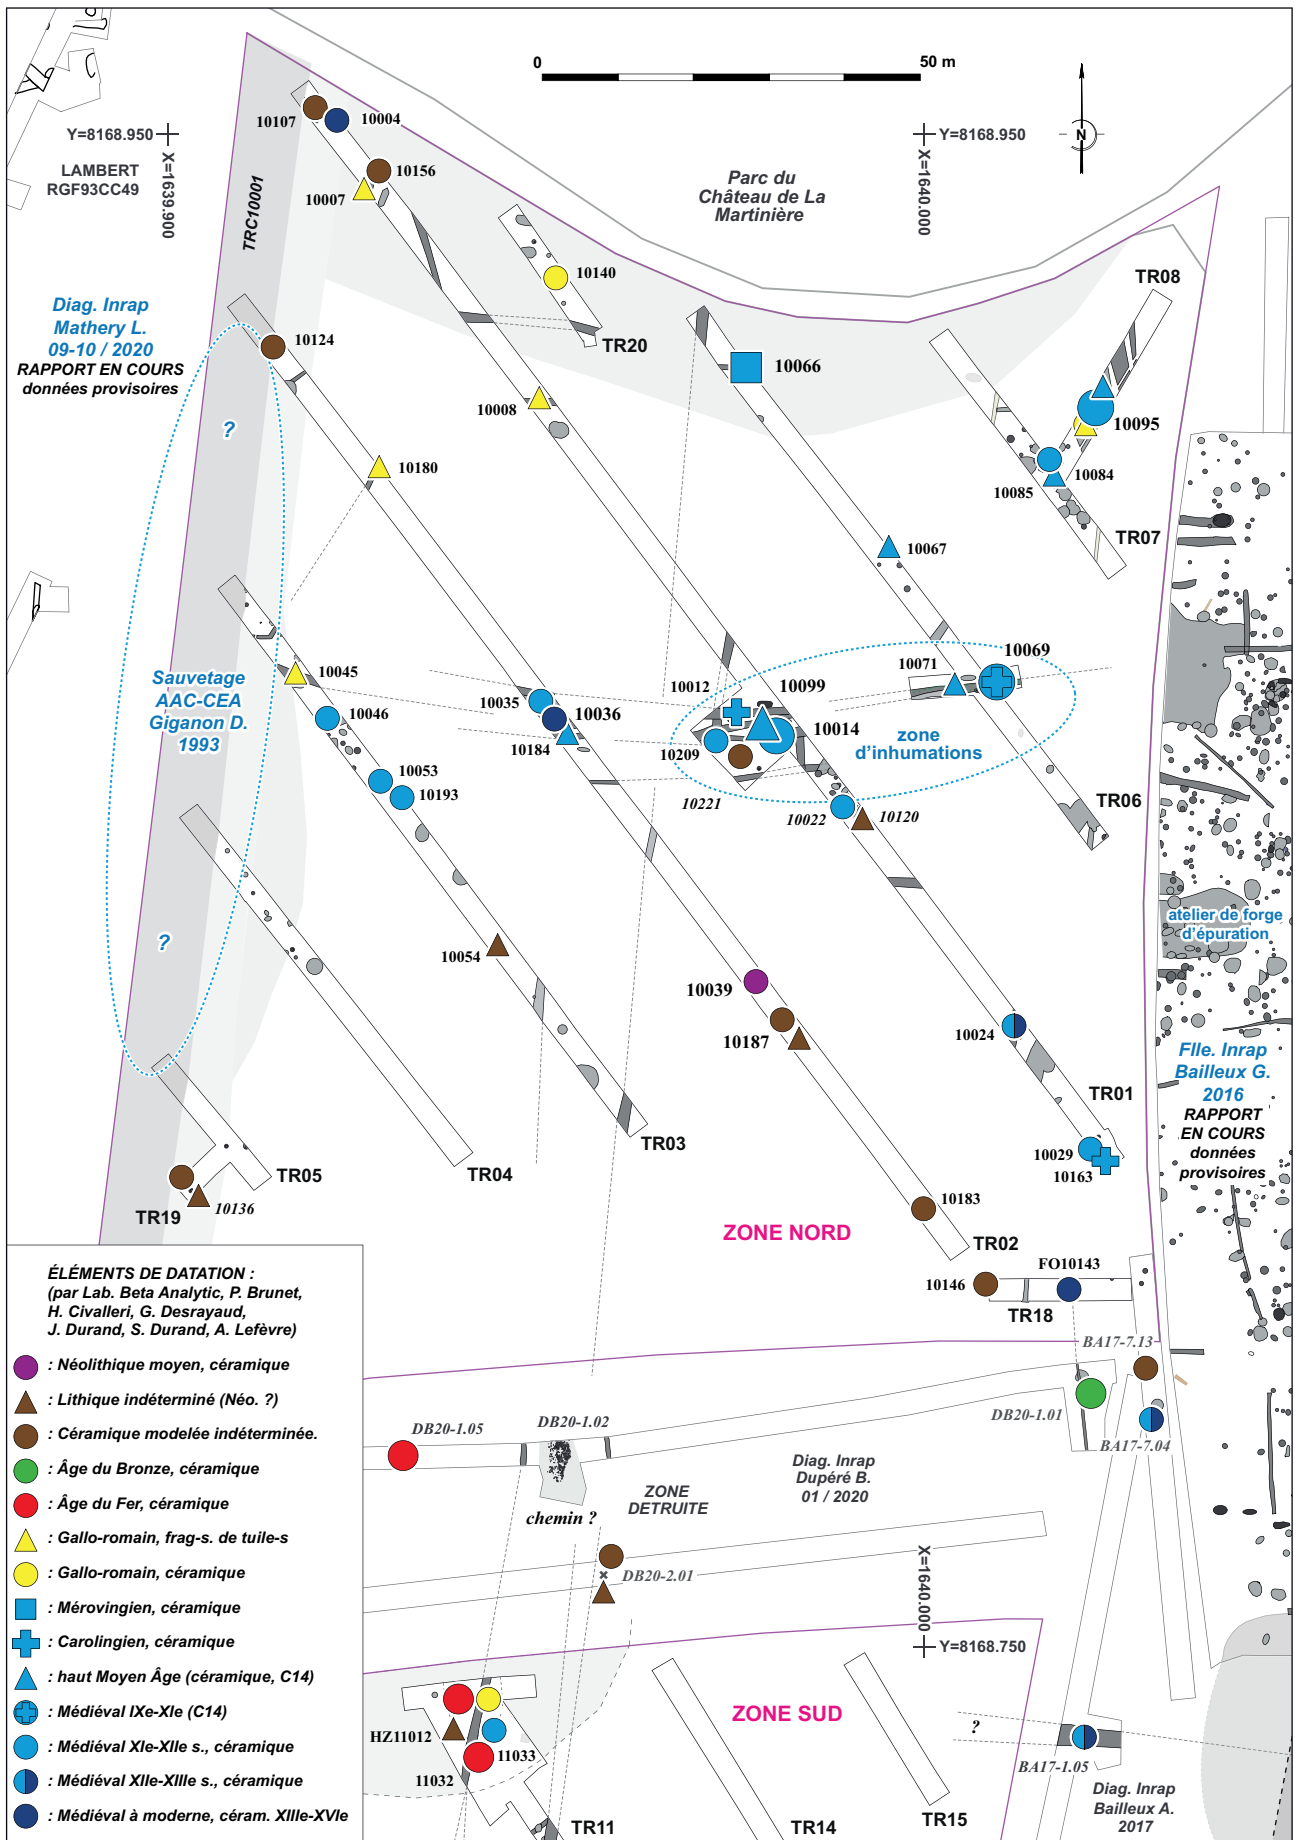 0
50 m
Y=8168.950
X=1639.900
LAMBERT
RGF93CC49
Y=8168.950
X=1640.000
N
TRC10001
Parc du
Château de La
Martinière
10107
10004
10156
10007
10140
TR20
TR08
Diag. Inrap
Mathery L.
09-10 / 2020
RAPPORT EN COURS
données provisoires
10124
?
10066
10008
10095
10180
10084
10085
TR07
10067
Sauvetage
AAC-CEA
Giganon D.
1993
10045
10046
10035
10036
10184
10012
10099
10014
10209
10221
10071
10069
zone
d'inhumations
10053
10193
10022
10120
TR06
atelier de forge
d'épuration
?
10054
10039
10187
10024
Flle. Inrap
Bailleux G.
2016
RAPPORT
EN COURS
données
provisoires
TR01
TR03
TR04
TR05
TR19
10136
10029
10163
10183
ZONE NORD
TR02
10146
FO10143
TR18
ÉLÉMENTS DE DATATION :
(par Lab. Beta Analytic, P. Brunet,
H. Civalleri, G. Desrayaud,
J. Durand, S. Durand, A. Lefèvre)
: Néolithique moyen, céramique
: Lithique indéterminé (Néo. ?)
: Céramique modelée indéterminée.
: Âge du Bronze, céramique
: Âge du Fer, céramique
: Gallo-romain, frag-s. de tuile-s
: Gallo-romain, céramique
: Mérovingien, céramique
: Carolingien, céramique
: haut Moyen Âge (céramique, C14)
: Médiéval IXe-XIe (C14)
: Médiéval XIe-XIIe s., céramique
: Médiéval XIIe-XIIIe s., céramique
: Médiéval à moderne, céram. XIIIe-XVIe
BA17-7.13
DB20-1.05
DB20-1.02
DB20-1.01
BA17-7.04
ZONE
DETRUITE
Diag. Inrap
Dupéré B.
01 / 2020
chemin ?
DB20-2.01
X=1640.000
Y=8168.750
ZONE SUD
?
HZ11012
11033
11032
BA17-1.05
Diag. Inrap
Bailleux A.
2017
TR11
TR14
TR15